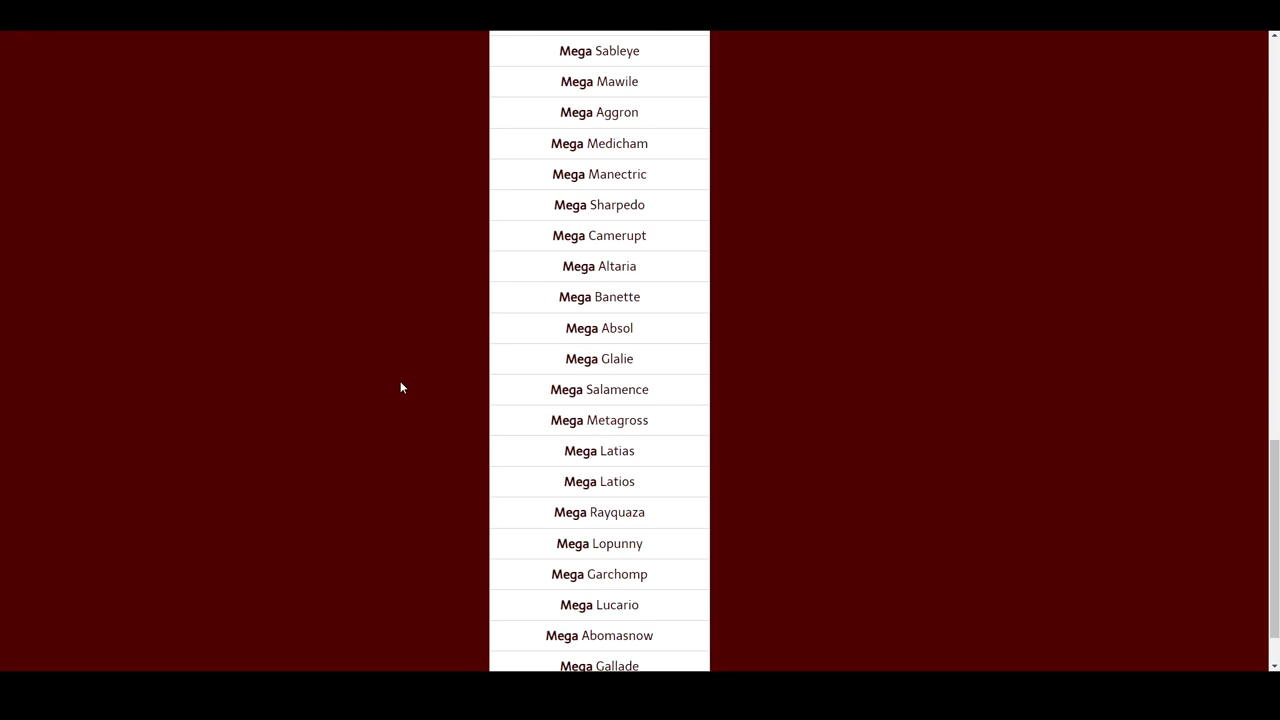 Mega Sableye
Mega Mawile
Mega Aggron
Mega Medicham
Mega Manectric
Mega Sharpedo
Mega Camerupt
Mega Altaria
Mega Banette
Mega Absol
Mega Glalie
Mega Salamence
Mega Metagross
Mega Latias
Mega Latios
Mega Rayquaza
Mega Lopunny
Mega Garchomp
Mega Lucario
Mega Abomasnow
Mega Gallade